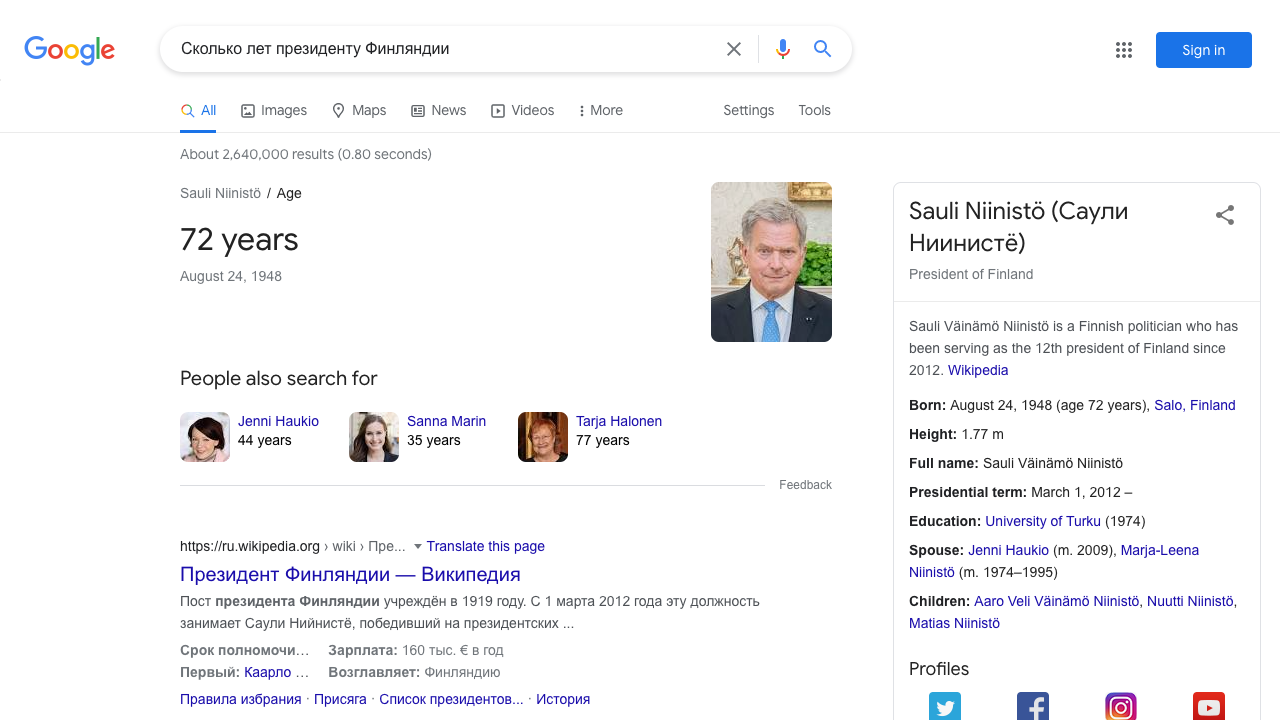 Google
Сколько лет президенту Финляндии
Sign in
All
Images
Maps
News
Videos
More
Settings
Tools
About 2,640,000 results (0.80 seconds)
Sauli Niinistö / Age
72 years
August 24, 1948
People also search for
Jenni Haukio
44 years
Sanna Marin
35 years
Tarja Halonen
77 years
Feedback
https://ru.wikipedia.org › wiki › Пре... Translate this page
Президент Финляндии — Википедия
Пост президента Финляндии учреждён в 1919 году. С 1 марта 2012 года эту должность
занимает Саули Нийнистё, победивший на президентских ...
Срок полномочи… Зарплата: 160 тыс. € в год
Первый: Каарло … Возглавляет: Финляндию
Правила избрания · Присяга · Список президентов... · История
Sauli Niinistö (Саули
Ниинистё)
President of Finland
Sauli Väinämö Niinistö is a Finnish politician who has
been serving as the 12th president of Finland since
2012. Wikipedia
Born: August 24, 1948 (age 72 years), Salo, Finland
Height: 1.77 m
Full name: Sauli Väinämö Niinistö
Presidential term: March 1, 2012 –
Education: University of Turku (1974)
Spouse: Jenni Haukio (m. 2009), Marja-Leena
Niinistö (m. 1974–1995)
Children: Aaro Veli Väinämö Niinistö, Nuutti Niinistö,
Matias Niinistö
Profiles